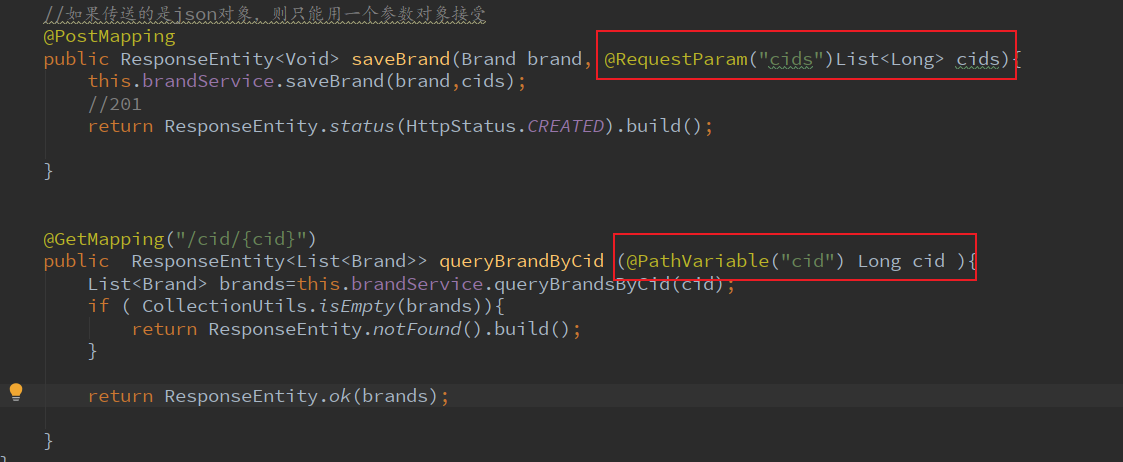 //如果传送的是json对象，则只能用一个参数对象接受
@PostMapping
public ResponseEntity<Void> saveBrand(Brand brand, @RequestParam("cids")List<Long> cids){
this.brandService.saveBrand(brand,cids);
//201
return ResponseEntity.status(HttpStatus.CREATED).build();
}
@GetMapping("/cid/{cid}")
public  ResponseEntity<List<Brand>> queryBrandByCid (@PathVariable("cid") Long cid ){
List<Brand> brands=this.brandService.queryBrandsByCid(cid);
if ( CollectionUtils.isEmpty(brands)){
return ResponseEntity.notFound().build();
}
return ResponseEntity.ok(brands);
}
}